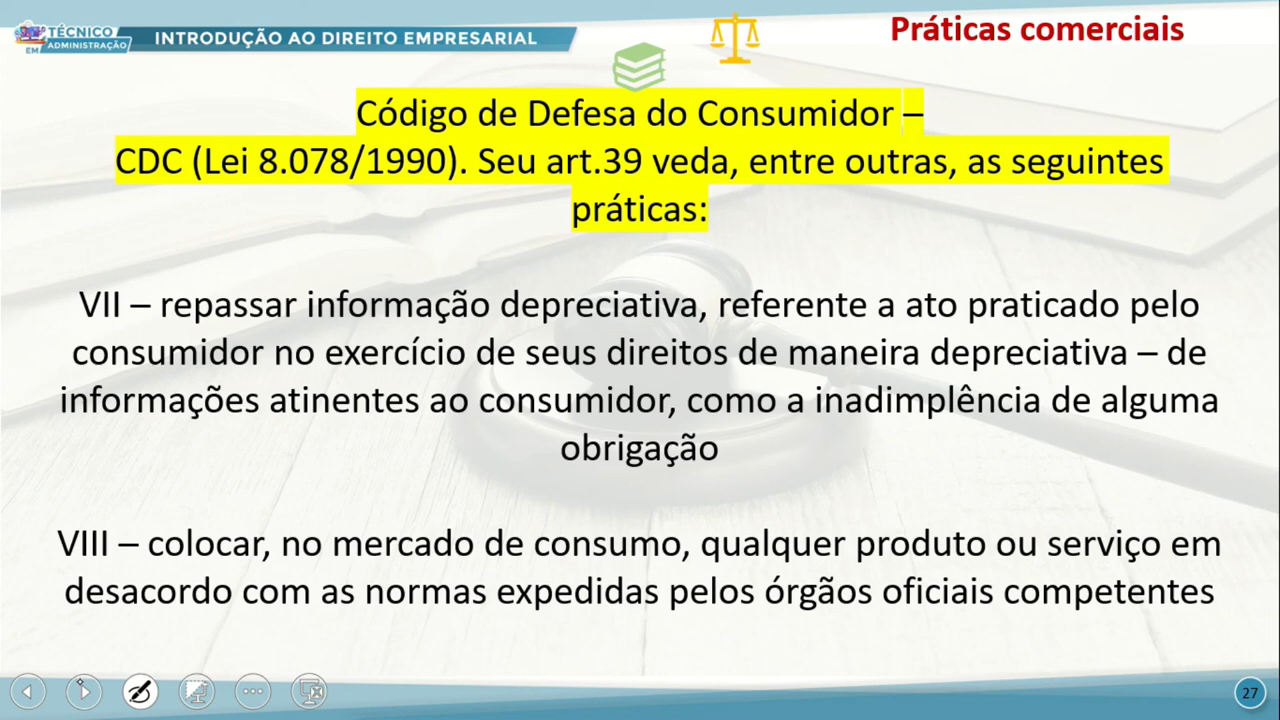 TÉCNICO
EM ADMINISTRAÇÃO
INTRODUÇÃO AO DIREITO EMPRESARIAL
Práticas comerciais
Código de Defesa do Consumidor –
CDC (Lei 8.078/1990). Seu art.39 veda, entre outras, as seguintes
práticas:
VII – repassar informação depreciativa, referente a ato praticado pelo
consumidor no exercício de seus direitos de maneira depreciativa – de
informações atinentes ao consumidor, como a inadimplência de alguma
obrigação
VIII – colocar, no mercado de consumo, qualquer produto ou serviço em
desacordo com as normas expedidas pelos órgãos oficiais competentes
27